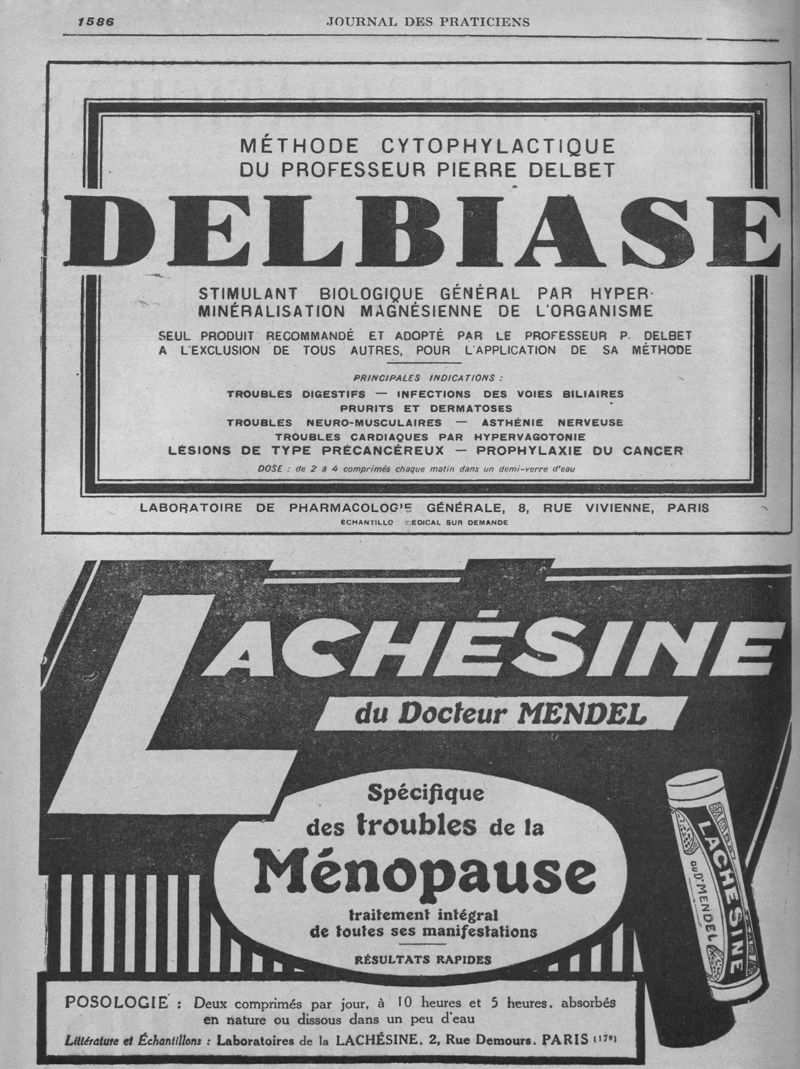 1586
JOURNAL DES PRATICIENS
MÉTHODE CYTOPHYLACTIQUE
DU PROFESSEUR PIERRE DELBET
DELBIASE
STIMULANT BIOLOGIQUE GÉNÉRAL PAR HYPER-
MINÉRALISATION MAGNÉSIENNE DE L'ORGANISME
SEUL PRODUIT RECOMMANDÉ ET ADOPTÉ PAR LE PROFESSEUR P. DELBET
A L'EXCLUSION DE TOUS AUTRES, POUR L'APPLICATION DE SA MÉTHODE
PRINCIPALES INDICATIONS :
TROUBLES DIGESTIFS — INFECTIONS DES VOIES BILIAIRES
PRURITS ET DERMATOSES
TROUBLES NEURO-MUSCULAIRES — ASTHÉNIE NERVEUSE
TROUBLES CARDIAQUES PAR HYPERVAGOTONIE
LÉSIONS DE TYPE PRÉCANCÉREUX — PROPHYLAXIE DU CANCER
DOSE : de 2 à 4 comprimés chaque matin dans un demi-verre d'eau
LABORATOIRE DE PHARMACOLOGIE GÉNÉRALE, 8, RUE VIVIENNE, PARIS
ÉCHANTILLO ÉDICAL SUR DEMANDE
LACHÉSINE
du Docteur MENDEL
Spécifique
des troubles de la
Ménopause
traitement intégral
de toutes ses manifestations
RÉSULTATS RAPIDES
LACHÉSINE
DU Dr MENDEL
POSOLOGIE : Deux comprimés par jour, à 10 heures et 5 heures, absorbés
en nature ou dissous dans un peu d'eau
Littérature et Échantillons : Laboratoires de la LACHÉSINE, 2, Rue Demours, PARIS (17e)